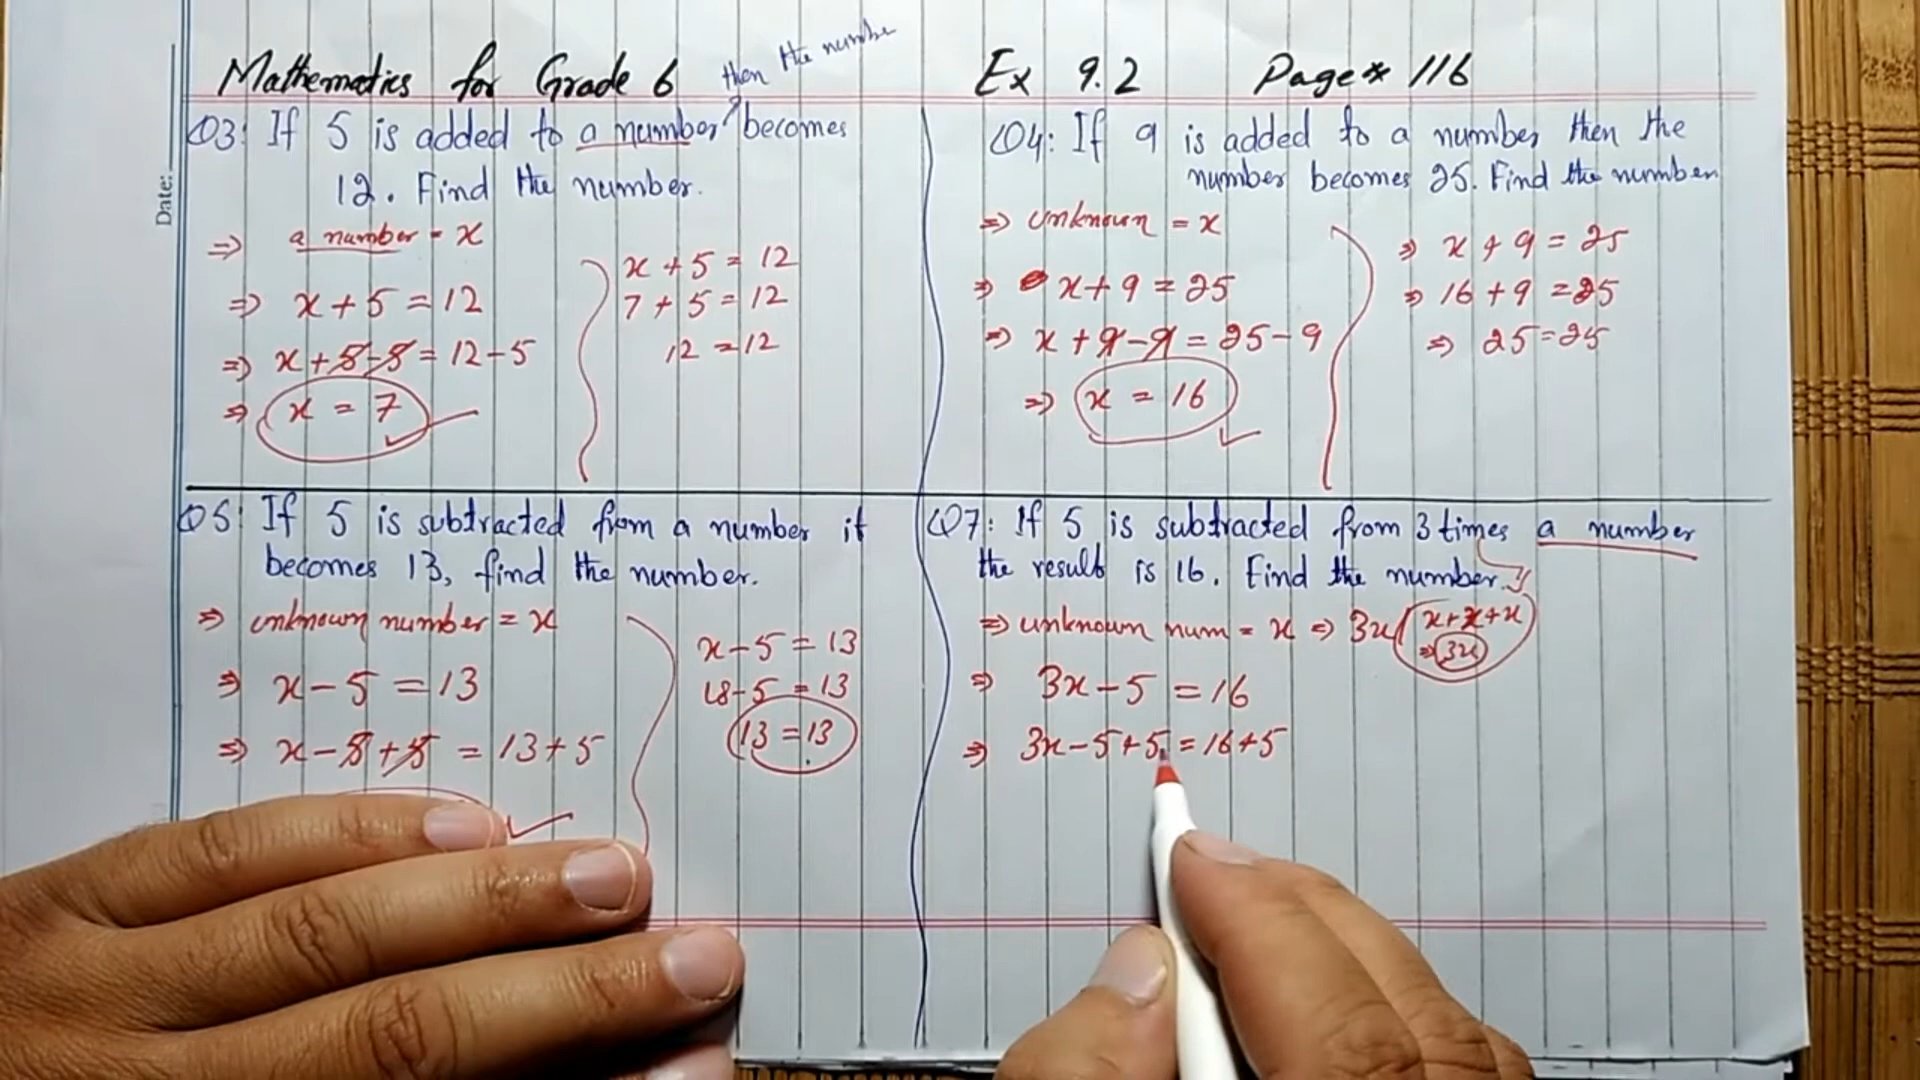 then the numbe
Mathematics for Grade 6 Ex 9.2 Page* 116
Date:
Q3: If 5 is added to a number becomes
12. Find the number.
⇒ a number = x
⇒ x + 5 = 12
⇒ x + 5 - 5 = 12 - 5
⇒ x = 7
x + 5 = 12
7 + 5 = 12
12 = 12
Q4: If 9 is added to a number then the
number becomes 25. Find the number
⇒ unknown = x
⇒ x + 9 = 25
⇒ x + 9 - 9 = 25 - 9
⇒ x = 16
⇒ x + 9 = 25
⇒ 16 + 9 = 25
⇒ 25 = 25
Q5: If 5 is subtracted from a number it
becomes 13, find the number.
⇒ unknown number = x
⇒ x - 5 = 13
⇒ x - 5 + 5 = 13 + 5
x - 5 = 13
18 - 5 = 13
13 = 13
Q7: If 5 is subtracted from 3 times a number
the result is 16. Find the number.
⇒ unknown num = x ⇒ 3x x+x+x
⇒ 3x
⇒ 3x - 5 = 16
⇒ 3x - 5 + 5 = 16 + 5